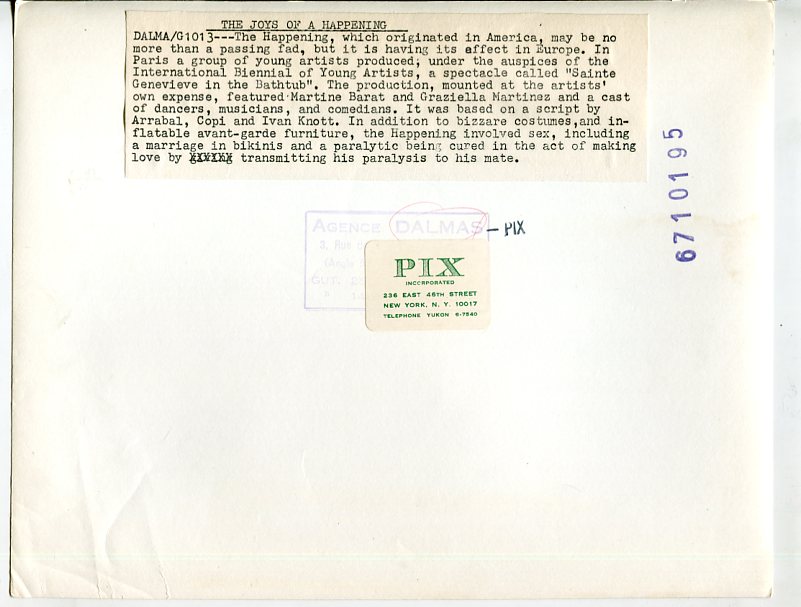 THE JOYS OF A HAPPENING
DALMA/G1013---The Happening, which originated in America, may be no
more than a passing fad, but it is having its effect in Europe. In
Paris a group of young artists produced, under the auspices of the
International Biennial of Young Artists, a spectacle called "Sainte
Genevieve in the Bathtub". The production, mounted at the artists'
own expense, featured Martine Barat and Graziella Martinez and a cast
of dancers, musicians, and comedians. It was based on a script by
Arrabal, Copi and Ivan Knott. In addition to bizzare costumes,and in-
flatable avant-garde furniture, the Happening involved sex, including
a marriage in bikinis and a paralytic being cured in the act of making
love by transmitting his paralysis to his mate.
6710195
AGENCE DALMAS - PIX
3, Rue
GUT.
PIX
INCORPORATED
236 EAST 46TH STREET
NEW YORK, N. Y. 10017
TELEPHONE YUKON 6-7540